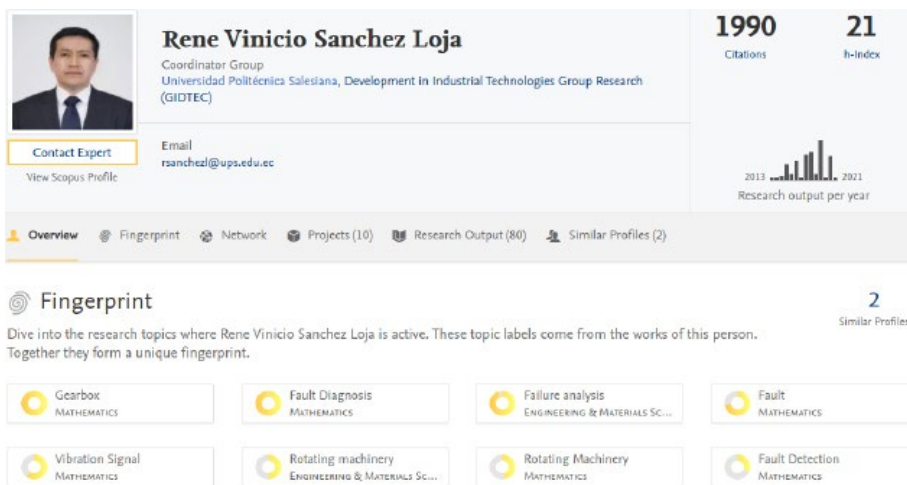 Rene Vinicio Sanchez Loja
Coordinator Group
Universidad Politécnica Salesiana, Development in Industrial Technologies Group Research
(GIDTEC)
1990
Citations
21
h-Index
Contact Expert
View Scopus Profile
Email
rsanchezl@ups.edu.ec
2013
2021
Research output per year
Overview
Fingerprint
Network
Projects (10)
Research Output (80)
Similar Profiles (2)
Fingerprint
2
Similar Profiles
Dive into the research topics where Rene Vinicio Sanchez Loja is active. These topic labels come from the works of this person.
Together they form a unique fingerprint.
Gearbox
MATHEMATICS
Fault Diagnosis
MATHEMATICS
Failure analysis
ENGINEERING & MATERIALS SC...
Fault
MATHEMATICS
Vibration Signal
MATHEMATICS
Rotating machinery
ENGINEERING & MATERIALS SC...
Rotating Machinery
MATHEMATICS
Fault Detection
MATHEMATICS